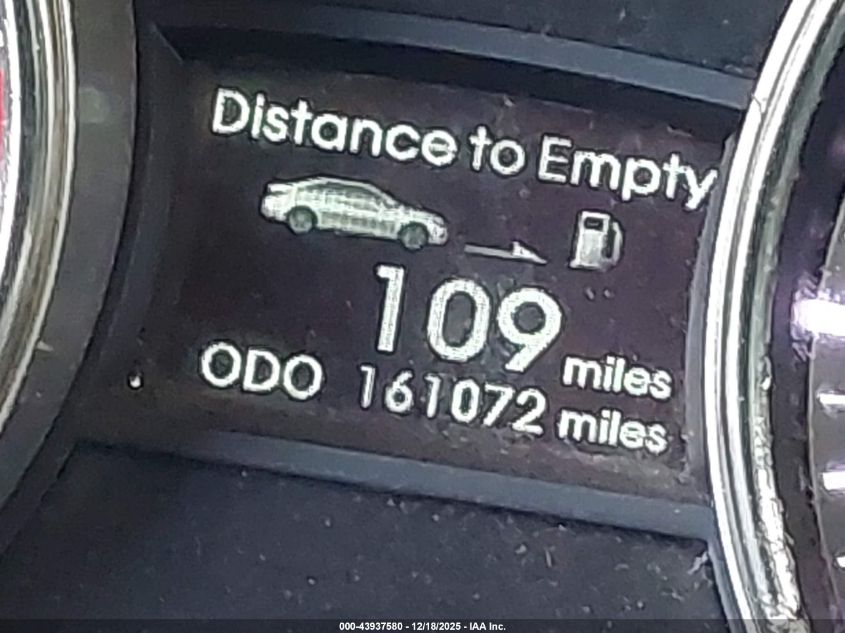 Distance to Empty
109 miles
ODO 161072 miles
000-43937580 - 12/18/2025 - IAA Inc.